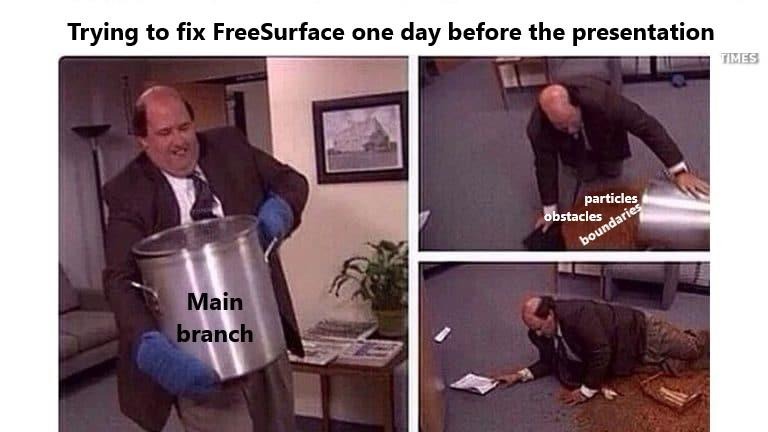 Trying to fix FreeSurface one day before the presentation
TIMES
Main
branch
particles
obstacles
boundaries